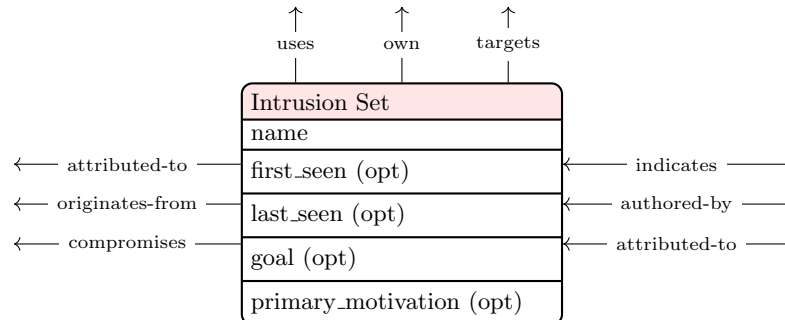 uses own targets
Intrusion Set
name
attributed-to first_seen (opt) indicates
originates-from last_seen (opt) authored-by
compromises goal (opt) attributed-to
primary_motivation (opt)